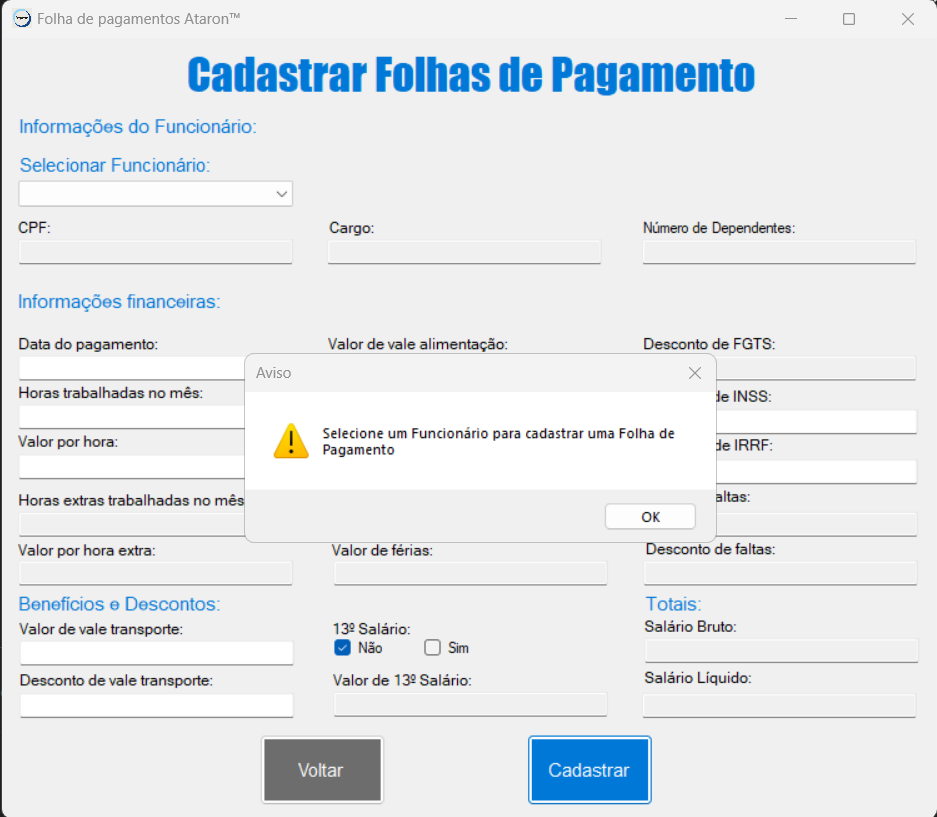 Folha de pagamentos Ataron™
Cadastrar Folhas de Pagamento
Informações do Funcionário:
Selecionar Funcionário:
CPF:
Cargo:
Número de Dependentes:
Informações financeiras:
Data do pagamento:
Valor de vale alimentação:
Desconto de FGTS:
Aviso
Horas trabalhadas no mês:
de INSS:
Selecione um Funcionário para cadastrar uma Folha de
Pagamento
Valor por hora:
de IRRF:
Horas extras trabalhadas no mês
altas:
OK
Valor por hora extra:
Valor de férias:
Desconto de faltas:
Benefícios e Descontos:
Totais:
Valor de vale transporte:
13º Salário:
Salário Bruto:
Não
Sim
Desconto de vale transporte:
Valor de 13º Salário:
Salário Líquido:
Voltar
Cadastrar